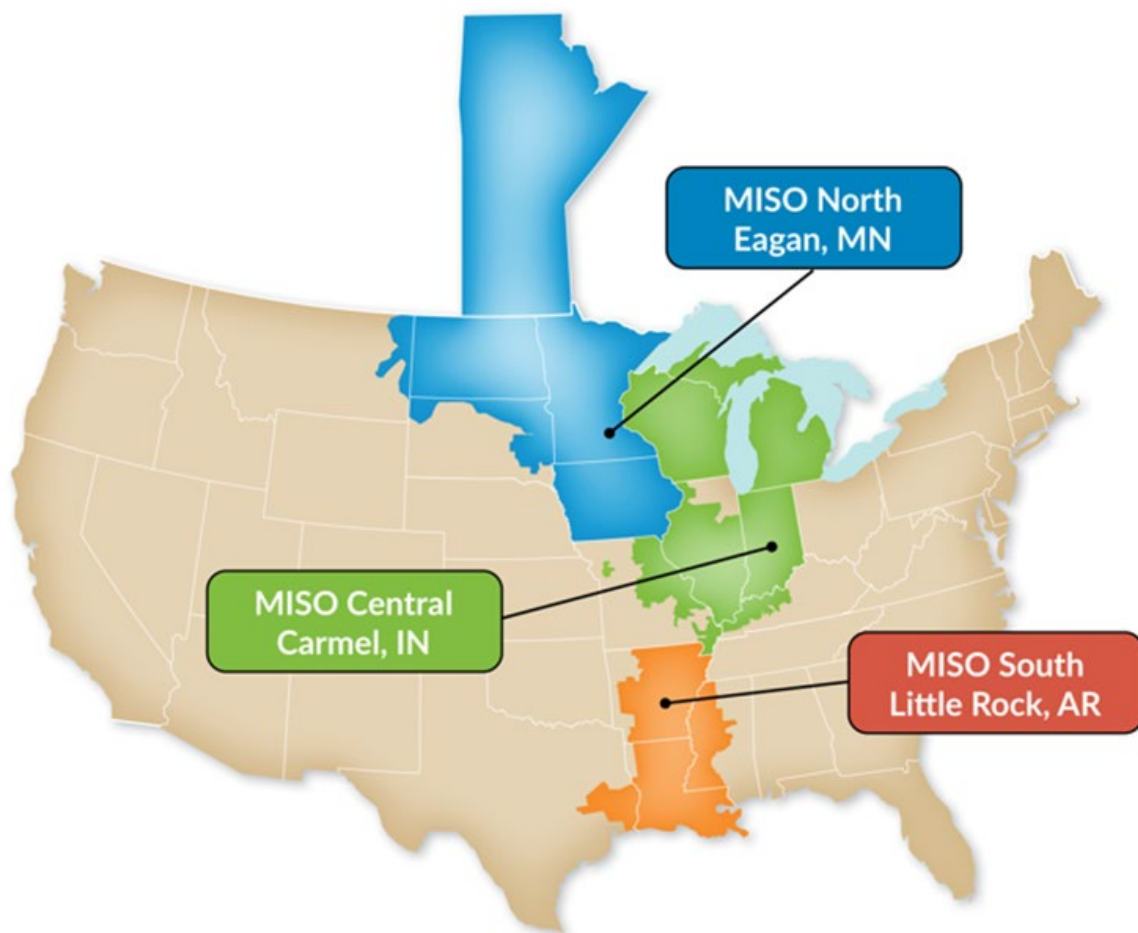 MISO North
Eagan, MN
MISO Central
Carmel, IN
MISO South
Little Rock, AR